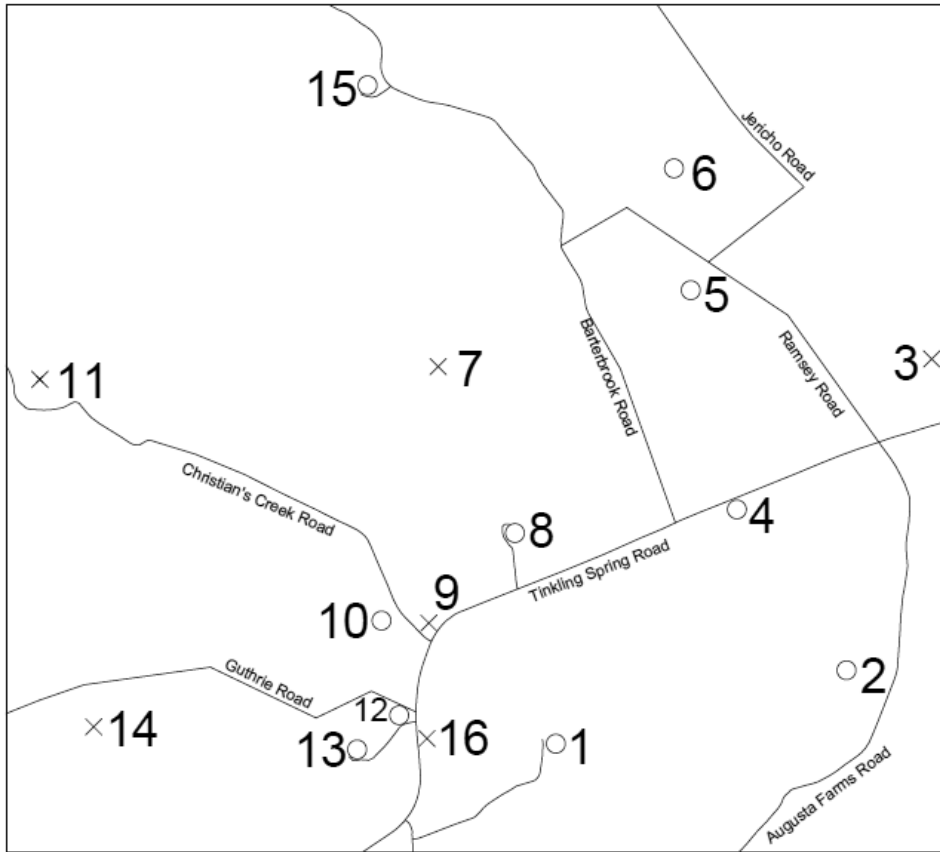 15
Jericho Road
6
5
Barterbrook Road
Ramsey Road
3
7
11
Christian's Creek Road
4
8
Tinkling Spring Road
9
10
Guthrie Road
2
12
14
13
16
1
Augusta Farms Road